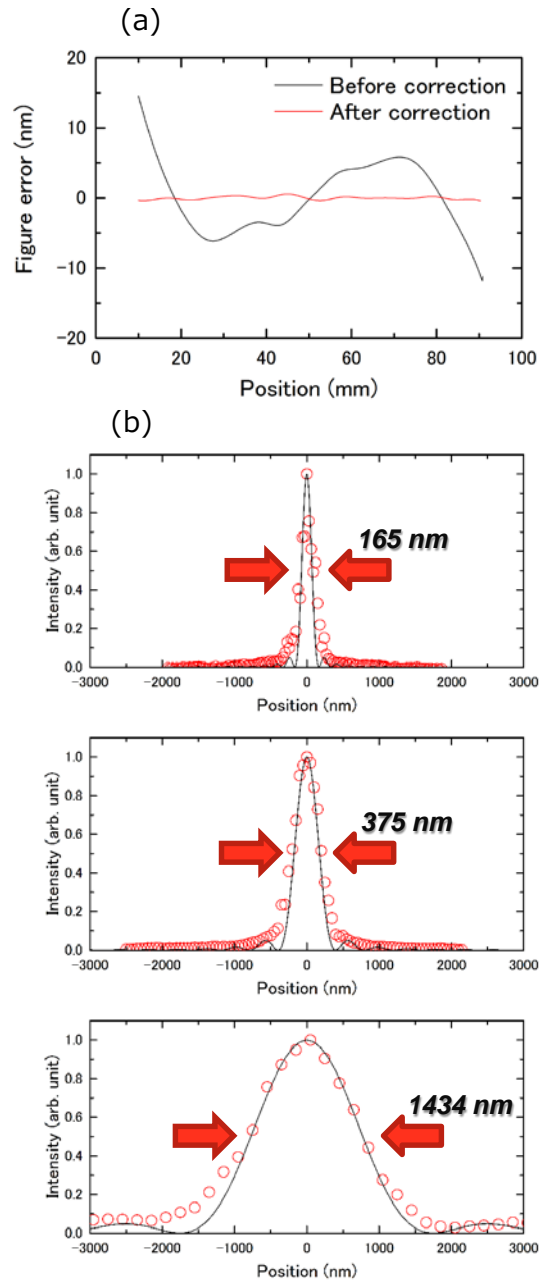 (a)
20
10
0
-10
-20
Figure error (nm)
Before correction
After correction
0 20 40 60 80 100
Position (mm)
(b)
1.0
0.8
0.6
0.4
0.2
0.0
Intensity (arb. unit)
165 nm
-3000 -2000 -1000 0 1000 2000 3000
Position (nm)
1.0
0.8
0.6
0.4
0.2
0.0
Intensity (arb. unit)
375 nm
-3000 -2000 -1000 0 1000 2000 3000
Position (nm)
1.0
0.8
0.6
0.4
0.2
0.0
Intensity (arb. unit)
1434 nm
-3000 -2000 -1000 0 1000 2000 3000
Position (nm)